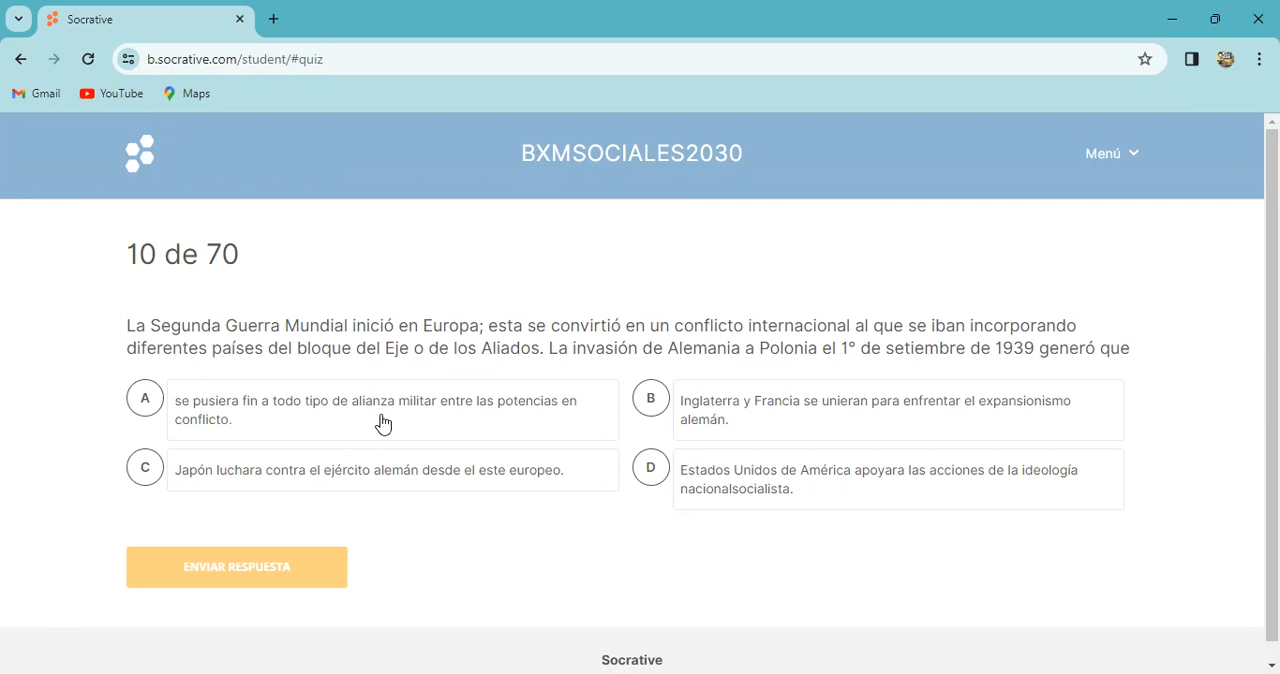 Socrative
b.socrative.com/student/#quiz
Gmail YouTube Maps
BXMSOCIALES2030
Menú
10 de 70
La Segunda Guerra Mundial inició en Europa; esta se convirtió en un conflicto internacional al que se iban incorporando
diferentes países del bloque del Eje o de los Aliados. La invasión de Alemania a Polonia el 1° de setiembre de 1939 generó que
A
se pusiera fin a todo tipo de alianza militar entre las potencias en
conflicto.
B
Inglaterra y Francia se unieran para enfrentar el expansionismo
alemán.
C
Japón luchara contra el ejército alemán desde el este europeo.
D
Estados Unidos de América apoyara las acciones de la ideología
nacionalsocialista.
ENVIAR RESPUESTA
Socrative